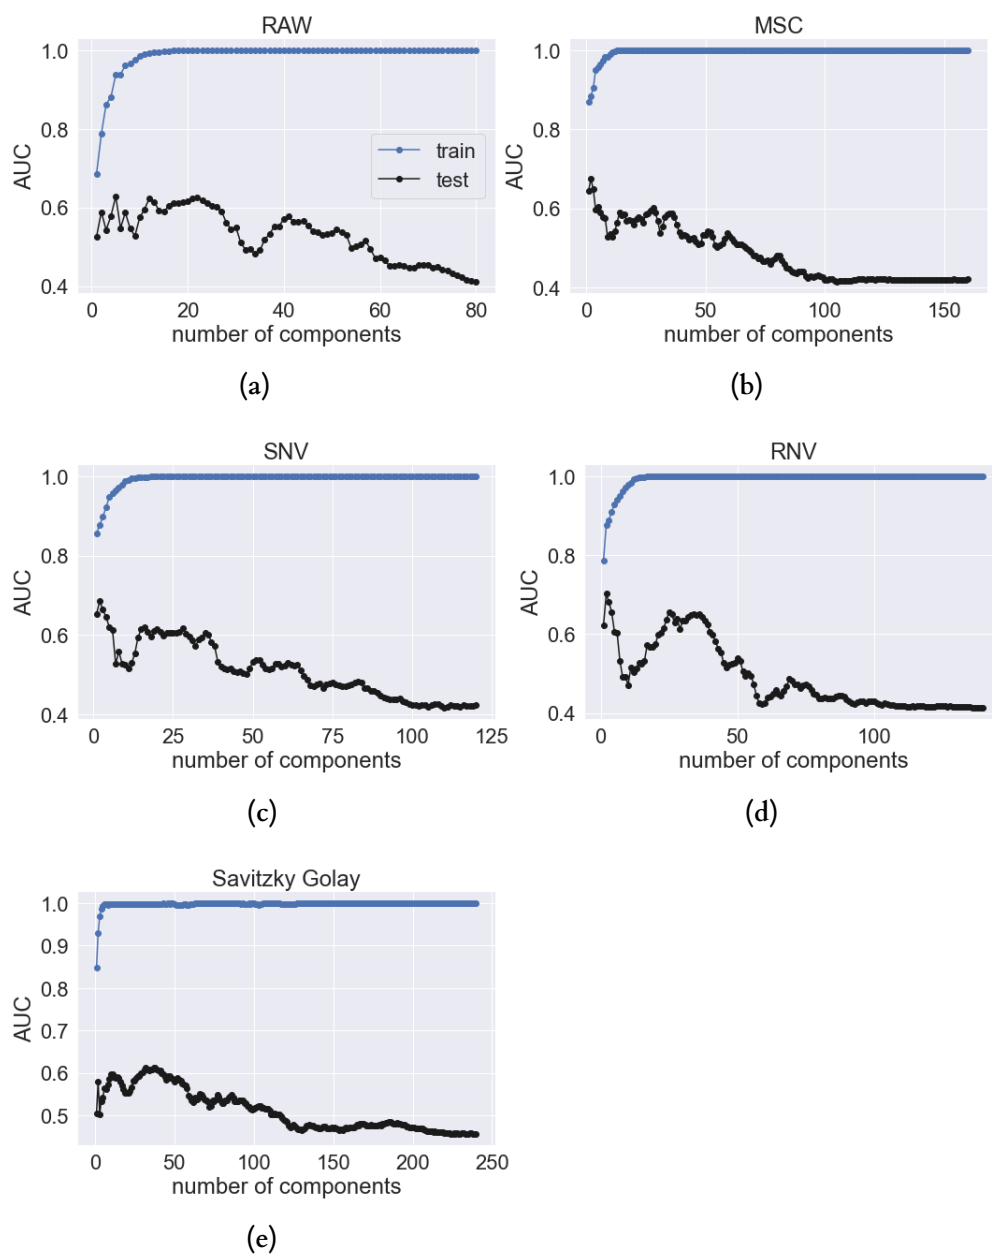 RAW
1.0
0.8
0.6
0.4
AUC
train
test
0 20 40 60 80
number of components
(a)
MSC
1.0
0.8
0.6
0.4
AUC
0 50 100 150
number of components
(b)
SNV
1.0
0.8
0.6
0.4
AUC
0 25 50 75 100 125
number of components
(c)
RNV
1.0
0.8
0.6
0.4
AUC
0 50 100
number of components
(d)
Savitzky Golay
1.0
0.9
0.8
0.7
0.6
0.5
AUC
0 50 100 150 200 250
number of components
(e)